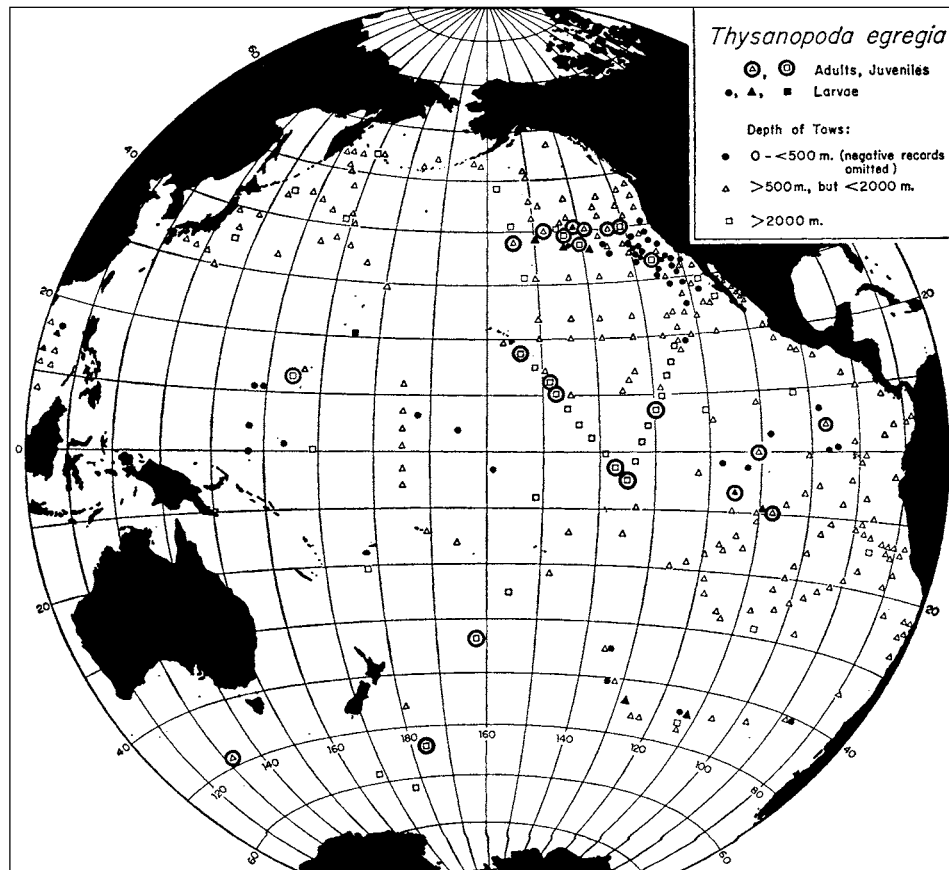 Thysanopoda egregia
Adults, Juveniles
Larvae
Depth of Tows:
0 - <500 m. (negative records
omitted)
>500 m., but <2000 m.
>2000 m.
60
40
20
0
20
40
60
120
140
160
180
160
140
120
100
80
60
40
20